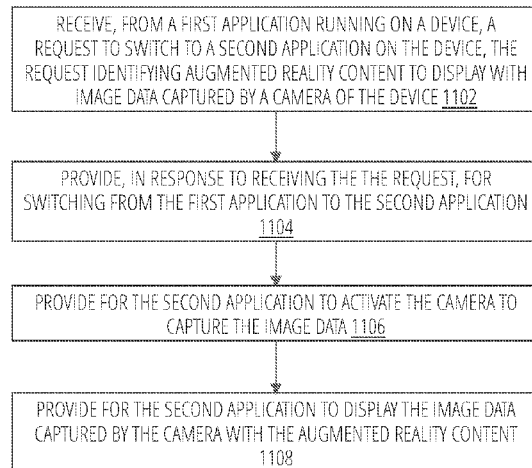 RECEIVE, FROM A FIRST APPLICATION RUNNING ON A DEVICE, A
REQUEST TO SWITCH TO A SECOND APPLICATION ON THE DEVICE, THE
REQUEST IDENTIFYING AUGMENTED REALITY CONTENT TO DISPLAY WITH
IMAGE DATA CAPTURED BY A CAMERA OF THE DEVICE 1102
PROVIDE, IN RESPONSE TO RECEIVING THE THE REQUEST, FOR
SWITCHING FROM THE FIRST APPLICATION TO THE SECOND APPLICATION
1104
PROVIDE FOR THE SECOND APPLICATION TO ACTIVATE THE CAMERA TO
CAPTURE THE IMAGE DATA 1106
PROVIDE FOR THE SECOND APPLICATION TO DISPLAY THE IMAGE DATA
CAPTURED BY THE CAMERA WITH THE AUGMENTED REALITY CONTENT
1108